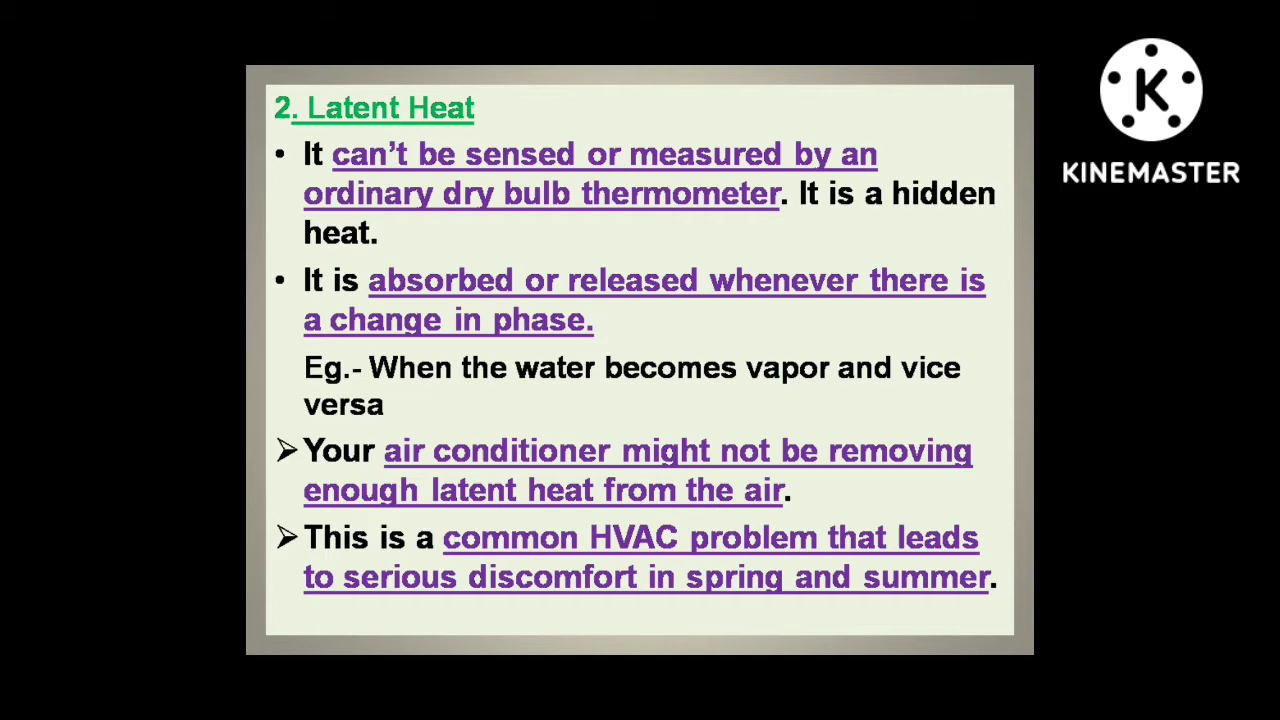 2. Latent Heat
• It can't be sensed or measured by an
ordinary dry bulb thermometer. It is a hidden
heat.
• It is absorbed or released whenever there is
a change in phase.
Eg.- When the water becomes vapor and vice
versa
➢ Your air conditioner might not be removing
enough latent heat from the air.
➢ This is a common HVAC problem that leads
to serious discomfort in spring and summer.
K
KINEMASTER